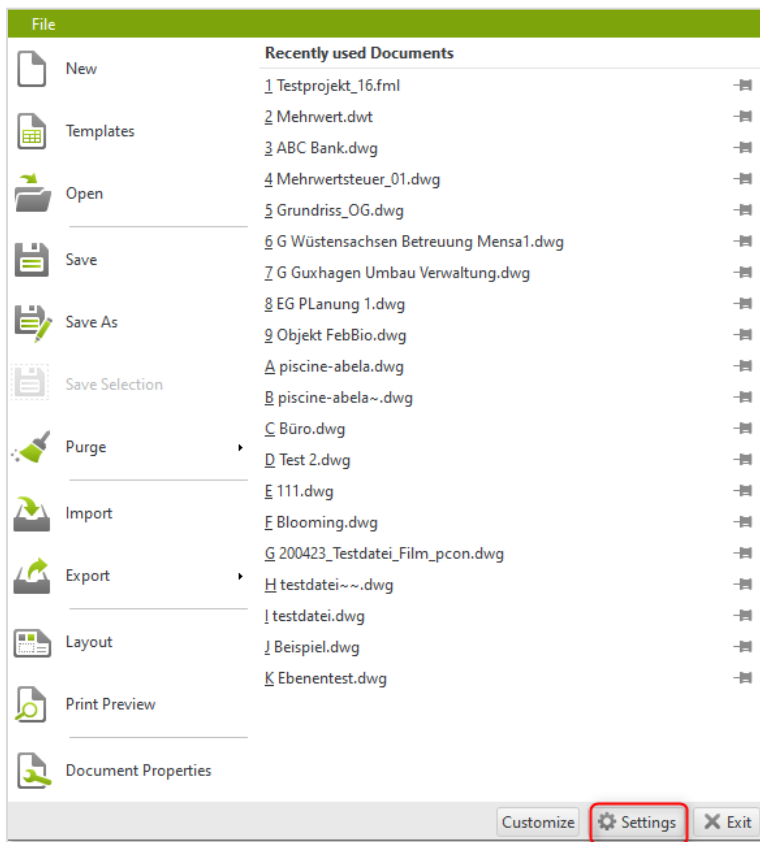 File
New
Templates
Open
Save
Save As
Save Selection
Purge
Import
Export
Layout
Print Preview
Document Properties
Recently used Documents
1 Testprojekt_16.fml
2 Mehrwert.dwt
3 ABC Bank.dwg
4 Mehrwertsteuer_01.dwg
5 Grundriss_OG.dwg
6 G Wüstensachsen Betreuung Mensa1.dwg
7 G Guxhagen Umbau Verwaltung.dwg
8 EG PLanung 1.dwg
9 Objekt FebBio.dwg
A piscine-abela.dwg
B piscine-abela~.dwg
C Büro.dwg
D Test 2.dwg
E 111.dwg
F Blooming.dwg
G 200423_Testdatei_Film_pcon.dwg
H testdatei~~.dwg
I testdatei.dwg
J Beispiel.dwg
K Ebenentest.dwg
Customize Settings Exit